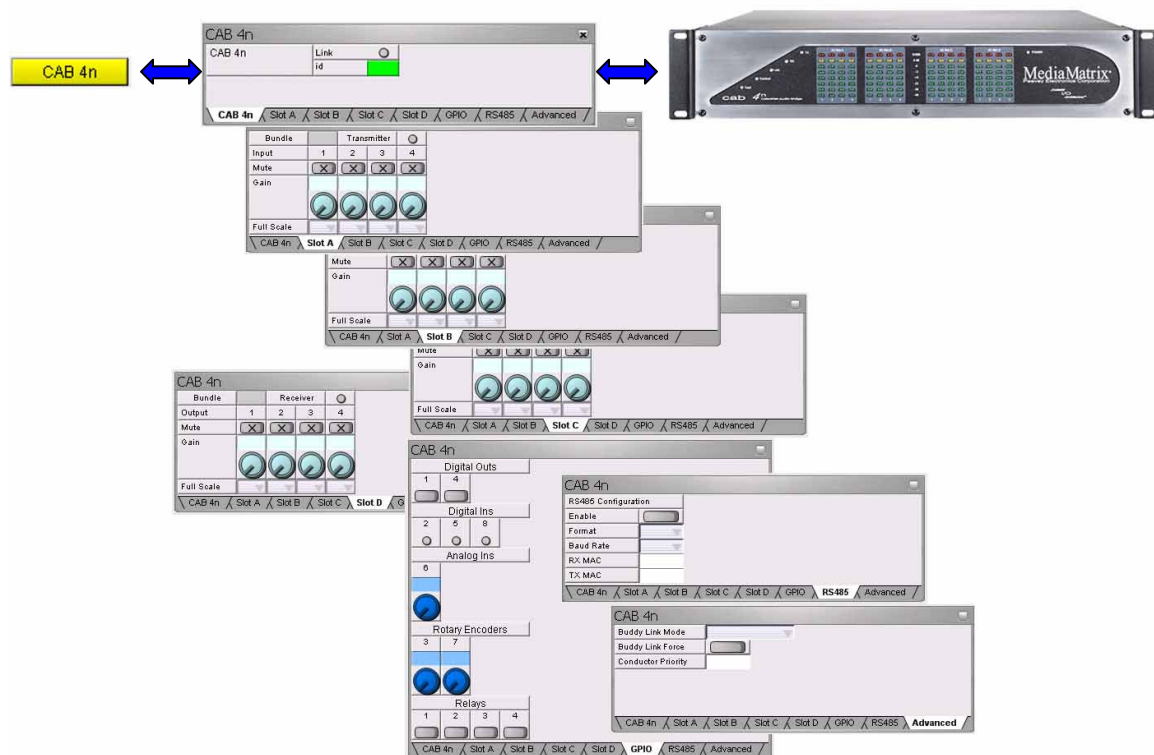 CAB 4n
CAB 4n
CAB 4n Link
id
CAB 4n Slot A Slot B Slot C Slot D GPIO RS485 Advanced
MediaMatrix
cab 4n
Bundle Transmitter
Input 1 2 3 4
Mute X X X X
Gain
Full Scale
CAB 4n Slot A Slot B Slot C Slot D GPIO RS485 Advanced
Mute X X X X
Gain
Full Scale
CAB 4n Slot A Slot B Slot C Slot D GPIO RS485 Advanced
Mute X X X X
Gain
Full Scale
CAB 4n Slot A Slot B Slot C Slot D GPIO RS485 Advanced
CAB 4n
Bundle Receiver
Output 1 2 3 4
Mute X X X X
Gain
Full Scale
CAB 4n Slot A Slot B Slot C Slot D G
CAB 4n
Digital Outs
1 4
Digital Ins
2 5 8
Analog Ins
6
Rotary Encoders
3 7
Relays
1 2 3 4
CAB 4n Slot A Slot B Slot C Slot D GPIO RS485 Advanced
CAB 4n
RS485 Configuration
Enable
Format
Baud Rate
RX MAC
TX MAC
CAB 4n Slot A Slot B Slot C Slot D GPIO RS485 Advanced
CAB 4n
Buddy Link Mode
Buddy Link Force
Conductor Priority
CAB 4n Slot A Slot B Slot C Slot D GPIO RS485 Advanced